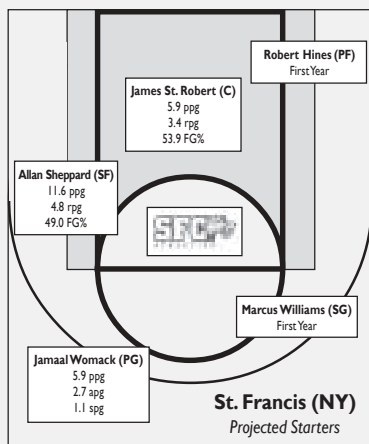 Robert Hines (PF)
First Year
James St. Robert (C)
5.9 ppg
3.4 rpg
53.9 FG%
Allan Sheppard (SF)
11.6 ppg
4.8 rpg
49.0 FG%
SFC
Marcus Williams (SG)
First Year
Jamaal Womack (PG)
5.9 ppg
2.7 apg
1.1 spg
St. Francis (NY)
Projected Starters